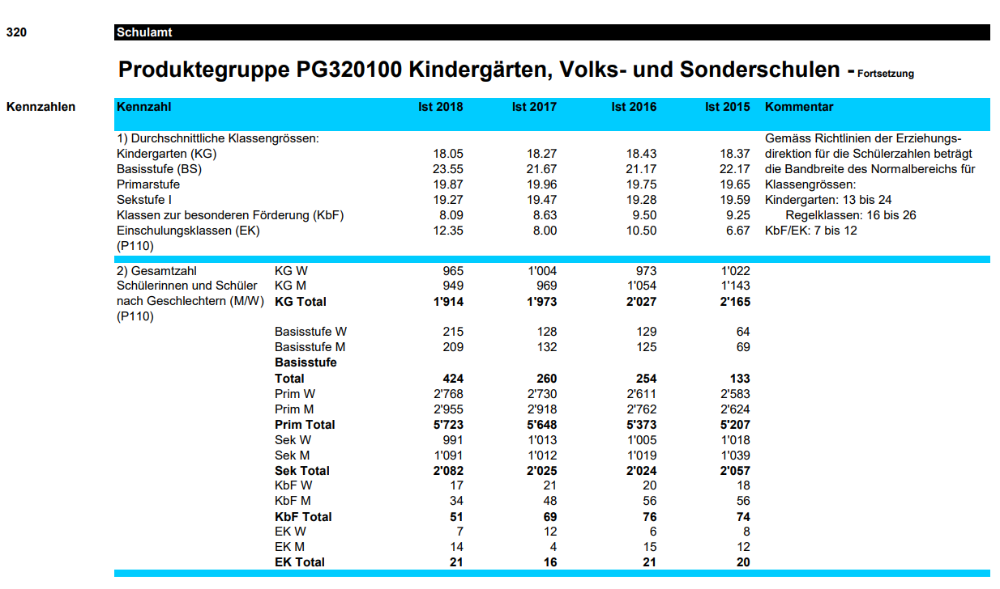 320 Schulamt
Produktegruppe PG320100 Kindergärten, Volks- und Sonderschulen - Fortsetzung
Kennzahlen Kennzahl Ist 2018 Ist 2017 Ist 2016 Ist 2015 Kommentar
1) Durchschnittliche Klassengrössen: Gemäss Richtlinien der Erziehungs-
Kindergarten (KG) 18.05 18.27 18.43 18.37 direktion für die Schülerzahlen beträgt
Basisstufe (BS) 23.55 21.67 21.17 22.17 die Bandbreite des Normalbereichs für
Primarstufe 19.87 19.96 19.75 19.65 Klassengrössen:
Sekstufe I 19.27 19.47 19.28 19.59 Kindergarten: 13 bis 24
Klassen zur besonderen Förderung (KbF) 8.09 8.63 9.50 9.25 Regelklassen: 16 bis 26
Einschulungsklassen (EK) 12.35 8.00 10.50 6.67 KbF/EK: 7 bis 12
(P110)
2) Gesamtzahl KG W 965 1'004 973 1'022
Schülerinnen und Schüler KG M 949 969 1'054 1'143
nach Geschlechtern (M/W) KG Total 1'914 1'973 2'027 2'165
(P110)
Basisstufe W 215 128 129 64
Basisstufe M 209 132 125 69
Basisstufe
Total 424 260 254 133
Prim W 2'768 2'730 2'611 2'583
Prim M 2'955 2'918 2'762 2'624
Prim Total 5'723 5'648 5'373 5'207
Sek W 991 1'013 1'005 1'018
Sek M 1'091 1'012 1'019 1'039
Sek Total 2'082 2'025 2'024 2'057
KbF W 17 21 20 18
KbF M 34 48 56 56
KbF Total 51 69 76 74
EK W 7 12 6 8
EK M 14 4 15 12
EK Total 21 16 21 20